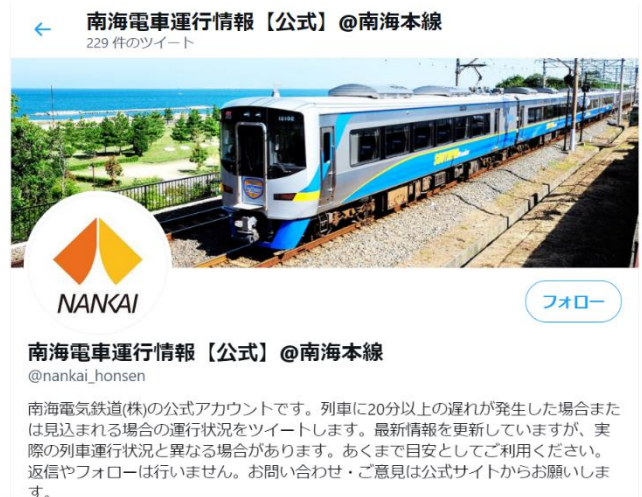 南海電車運行情報【公式】@南海本線
229 件のツイート
12102
SOUTHERN Premium
NANKAI
フォロー
南海電車運行情報【公式】@南海本線
@nankai_honsen
南海電気鉄道(株)の公式アカウントです。列車に20分以上の遅れが発生した場合また
は見込まれる場合の運行状況をツイートします。最新情報を更新していますが、実
際の列車運行状況と異なる場合があります。あくまで目安としてご利用ください。
返信やフォローは行いません。お問い合わせ・ご意見は公式サイトからお願いしま
す。